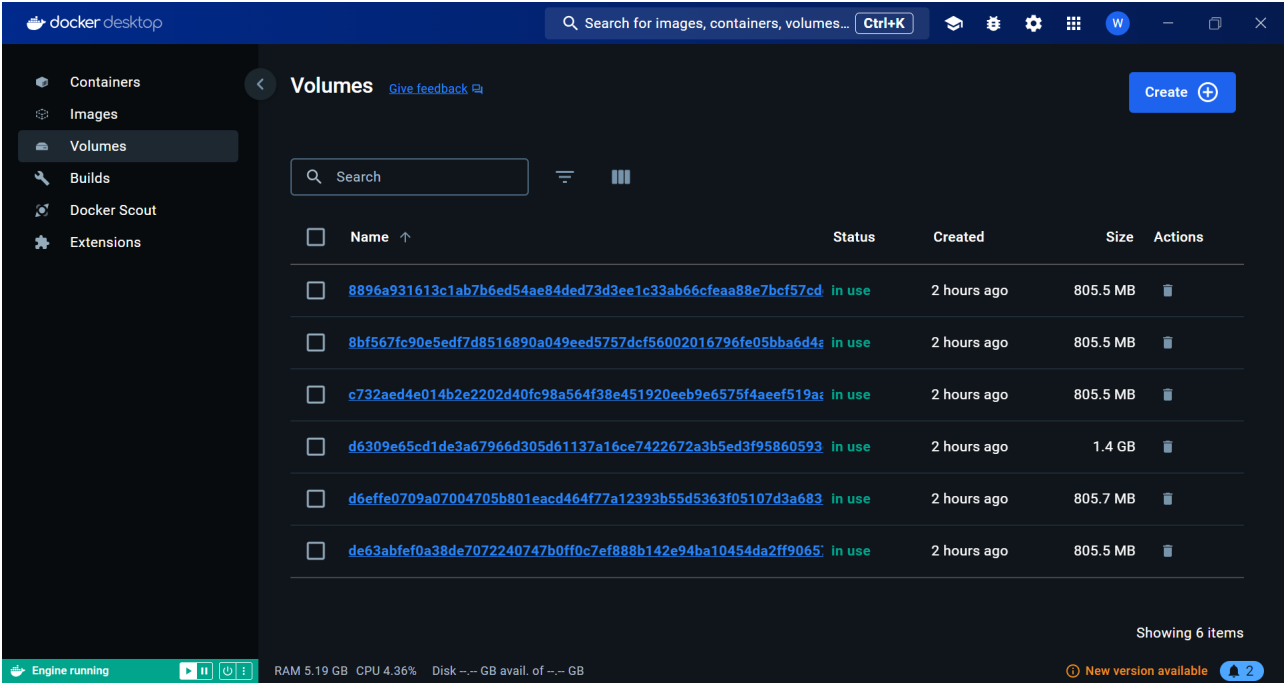 docker desktop
Search for images, containers, volumes... Ctrl+K
W
Containers
Images
Volumes
Builds
Docker Scout
Extensions
Volumes Give feedback
Create
Search
Name Status Created Size Actions
8896a931613c1ab7b6ed54ae84ded73d3ee1c33ab66cfeaa88e7bcf57cd in use 2 hours ago 805.5 MB
8bf567fc90e5edf7d8516890a049eed5757dcf56002016796fe05bba6d4a in use 2 hours ago 805.5 MB
c732aed4e014b2e2202d40fc98a564f38e451920eeb9e6575f4aeef519aa in use 2 hours ago 805.5 MB
d6309e65cd1de3a67966d305d61137a16ce7422672a3b5ed3f95860593 in use 2 hours ago 1.4 GB
d6effe0709a07004705b801eacd464f77a12393b55d5363f05107d3a683 in use 2 hours ago 805.7 MB
de63abfef0a38de7072240747b0ff0c7ef888b142e94ba10454da2ff9065 in use 2 hours ago 805.5 MB
Showing 6 items
Engine running RAM 5.19 GB CPU 4.36% Disk --.-- GB avail. of --.-- GB New version available 2